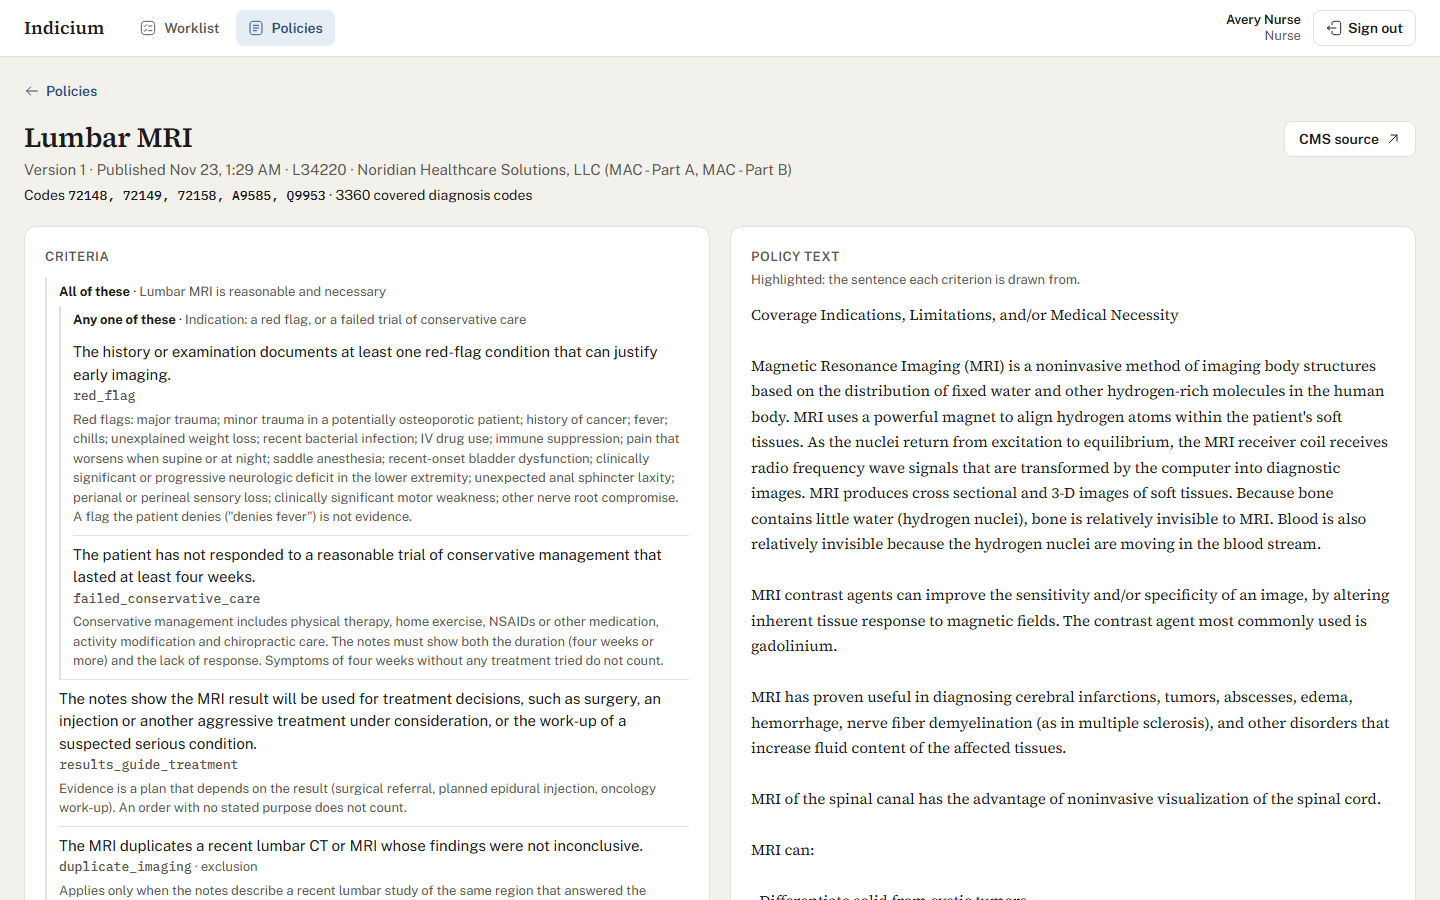 Indicium
Worklist
Policies
Avery Nurse
Nurse
Sign out
Policies
Lumbar MRI
CMS source
Version 1 · Published Nov 23, 1:29 AM · L34220 · Noridian Healthcare Solutions, LLC (MAC - Part A, MAC - Part B)
Codes 72148, 72149, 72158, A9585, Q9953 · 3360 covered diagnosis codes
CRITERIA
All of these · Lumbar MRI is reasonable and necessary
Any one of these · Indication: a red flag, or a failed trial of conservative care
The history or examination documents at least one red-flag condition that can justify
early imaging.
red_flag
Red flags: major trauma; minor trauma in a potentially osteoporotic patient; history of cancer; fever;
chills; unexplained weight loss; recent bacterial infection; IV drug use; immune suppression; pain that
worsens when supine or at night; saddle anesthesia; recent-onset bladder dysfunction; clinically
significant or progressive neurologic deficit in the lower extremity; unexpected anal sphincter laxity;
perianal or perineal sensory loss; clinically significant motor weakness; other nerve root compromise.
A flag the patient denies ("denies fever") is not evidence.
The patient has not responded to a reasonable trial of conservative management that
lasted at least four weeks.
failed_conservative_care
Conservative management includes physical therapy, home exercise, NSAIDs or other medication,
activity modification and chiropractic care. The notes must show both the duration (four weeks or
more) and the lack of response. Symptoms of four weeks without any treatment tried do not count.
The notes show the MRI result will be used for treatment decisions, such as surgery, an
injection or another aggressive treatment under consideration, or the work-up of a
suspected serious condition.
results_guide_treatment
Evidence is a plan that depends on the result (surgical referral, planned epidural injection, oncology
work-up). An order with no stated purpose does not count.
The MRI duplicates a recent lumbar CT or MRI whose findings were not inconclusive.
duplicate_imaging · exclusion
Applies only when the notes describe a recent lumbar study of the same region that answered the
POLICY TEXT
Highlighted: the sentence each criterion is drawn from.
Coverage Indications, Limitations, and/or Medical Necessity
Magnetic Resonance Imaging (MRI) is a noninvasive method of imaging body structures
based on the distribution of fixed water and other hydrogen-rich molecules in the human
body. MRI uses a powerful magnet to align hydrogen atoms within the patient's soft
tissues. As the nuclei return from excitation to equilibrium, the MRI receiver coil receives
radio frequency wave signals that are transformed by the computer into diagnostic
images. MRI produces cross sectional and 3-D images of soft tissues. Because bone
contains little water (hydrogen nuclei), bone is relatively invisible to MRI. Blood is also
relatively invisible because the hydrogen nuclei are moving in the blood stream.
MRI contrast agents can improve the sensitivity and/or specificity of an image, by altering
inherent tissue response to magnetic fields. The contrast agent most commonly used is
gadolinium.
MRI has proven useful in diagnosing cerebral infarctions, tumors, abscesses, edema,
hemorrhage, nerve fiber demyelination (as in multiple sclerosis), and other disorders that
increase fluid content of the affected tissues.
MRI of the spinal canal has the advantage of noninvasive visualization of the spinal cord.
MRI can:
Differentiate solid from cystic tumors